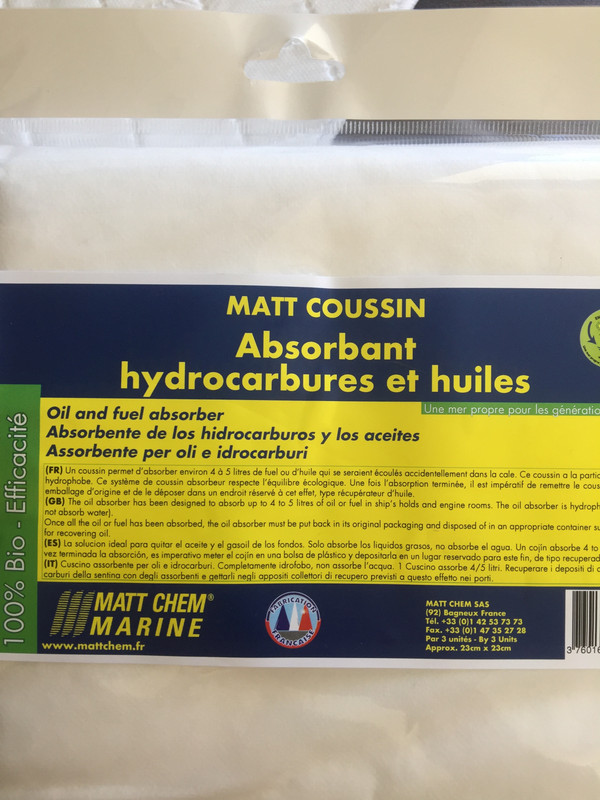 MATT COUSSIN
Absorbant
hydrocarbures et huiles
Une mer propre pour les génératio
Oil and fuel absorber
Absorbente de los hidrocarburos y los aceites
Assorbente per oli e idrocarburi
100% Bio - Efficacité
(FR) Un coussin permet d'absorber environ 4 à 5 litres de fuel ou d'huile qui se seraient écoulés accidentellement dans la cale. Ce coussin a la partic
hydrophobe. Ce système de coussin absorbeur respecte l'équilibre écologique. Une fois l'absorption terminée, il est impératif de remettre le cous
emballage d'origine et de le déposer dans un endroit réservé à cet effet, type récupérateur d'huile.
(GB) The oil absorber has been designed to absorb up to 4 to 5 litres of oil or fuel in ship's holds and engine rooms. The oil absorber is hydroph
not absorb water).
Once all the oil or fuel has been absorbed, the oil absorber must be put back in its original packaging and disposed of in an appropriate container su
for recovering oil.
(ES) La solucion ideal para quitar el aceite y el gasoil de los fondos. Solo absorbe los liquidos grasos, no absorbe el agua. Un cojín absorbe 4 to
vez terminada la absorción, es imperativo meter el cojín en una bolsa de plástico y depositarla en un lugar reservado para este fin, de tipo recuperad
(IT) Cuscino assorbente per oli e idrocarburi. Completamente idrofobo, non assorbe l'acqua. 1 Cuscino assorbe 4/5 litri. Recuperare i depositi di c
carburi della sentina con degli assorbenti e gettarli negli appositi collettori di recupero previsti a questo effetto nei porti.
MATT CHEM®
MARINE
www.mattchem.fr
FABRICATION
FRANÇAISE
MATT CHEM SAS
(92) Bagneux France
Tél. +33 (0)1 42 53 73 73
Fax. +33 (0)1 47 35 27 28
Par 3 unités - By 3 Units
Approx. 23cm x 23cm
3 76016